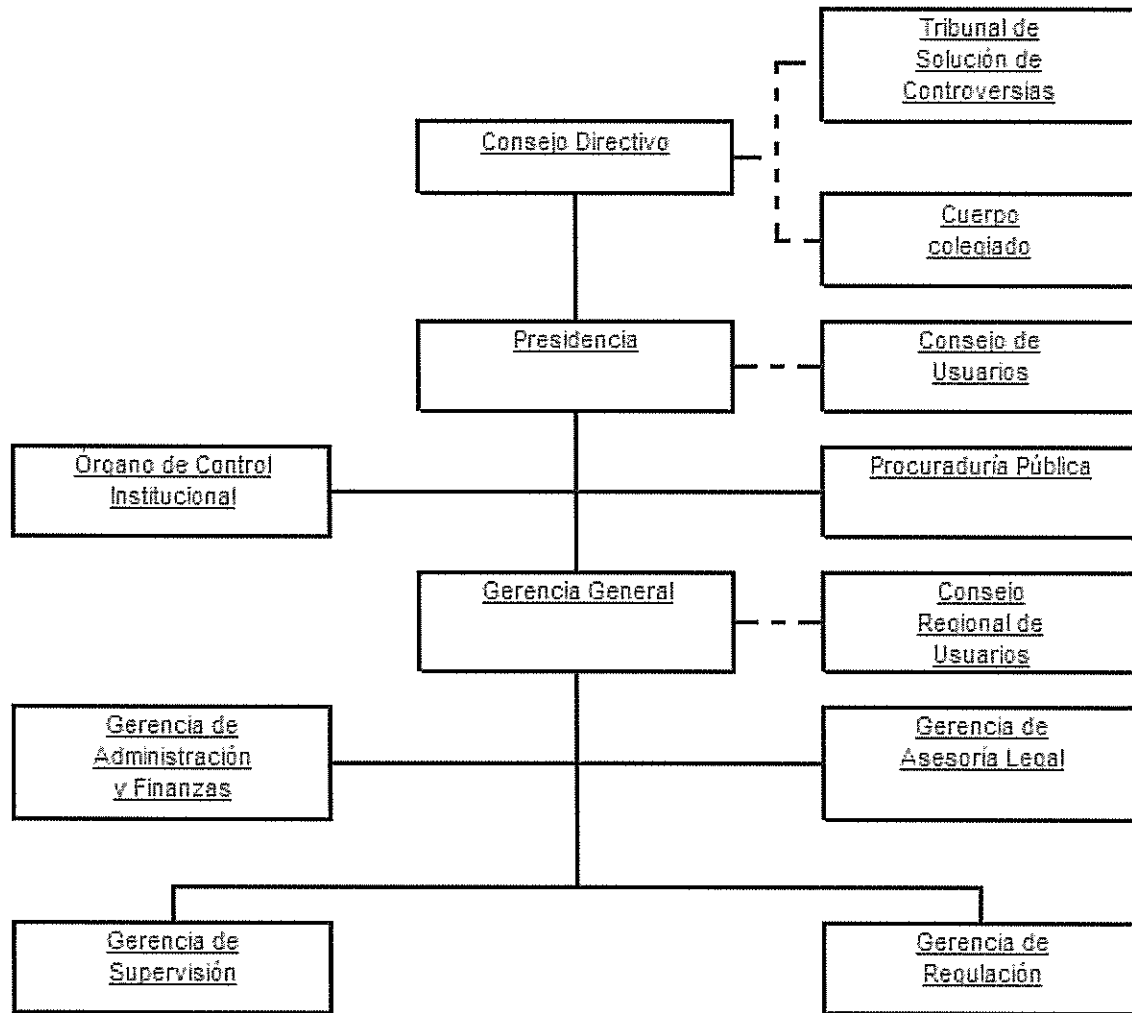 Tribunal de
Solución de
Controversias
Consejo Directivo
Cuerpo
colegiado
Presidencia
Consejo de
Usuarios
Órgano de Control
Institucional
Procuraduría Pública
Gerencia General
Consejo
Regional de
Usuarios
Gerencia de
Administración
y Finanzas
Gerencia de
Asesoría Legal
Gerencia de
Supervisión
Gerencia de
Regulación